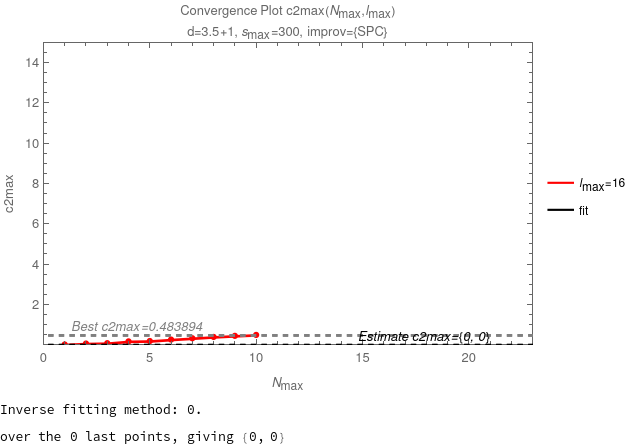 Convergence Plot c2max(Nmax,lmax)
d=3.5+1, smax=300, improv={SPC}
14
12
10
8
6
4
2
c2max
lmax=16
fit
Best c2max=0.483894
Estimate c2max={0, 0}
0
5
10
15
20
Nmax
Inverse fitting method: 0.
over the 0 last points, giving {0, 0}